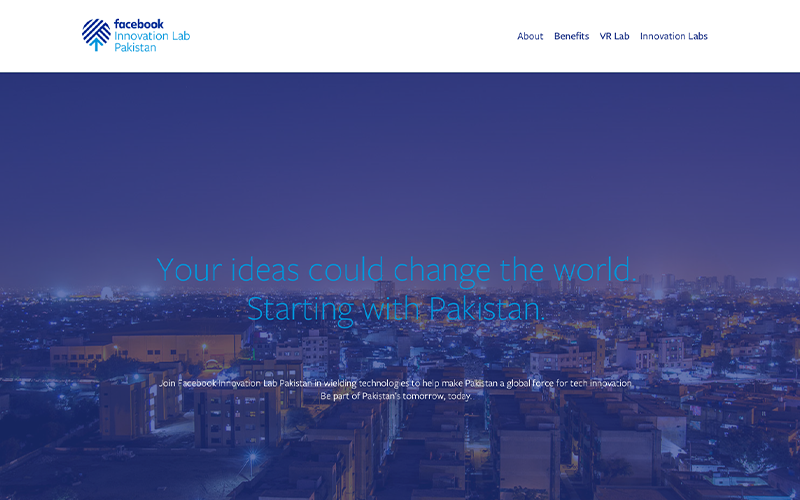 facebook
Innovation Lab
Pakistan
About Benefits VR Lab Innovation Labs
Your ideas could change the world.
Starting with Pakistan.
Join Facebook Innovation Lab Pakistan in wielding technologies to help make Pakistan a global force for tech innovation.
Be part of Pakistan's tomorrow, today.